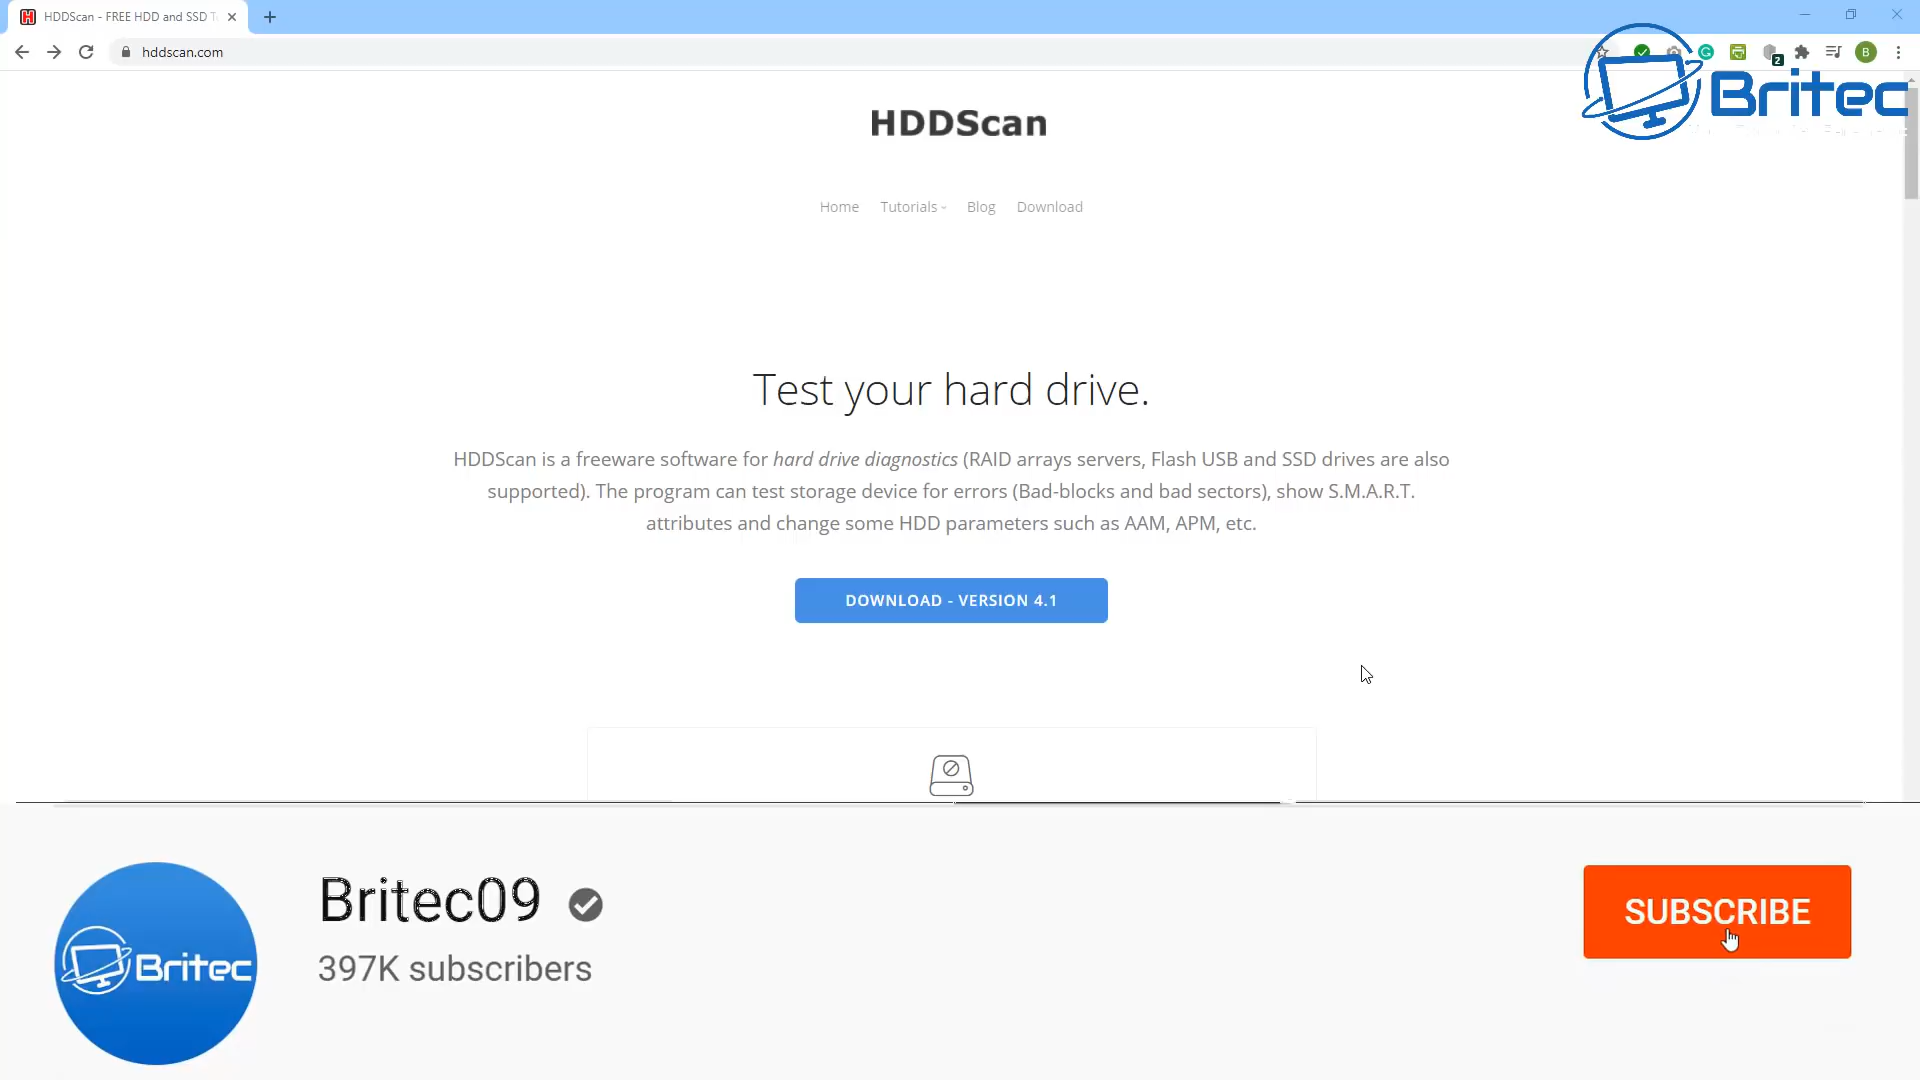 HDDScan - FREE HDD and SSD T
hddscan.com
2
B
Britec
HDDScan
Home Tutorials Blog Download
Test your hard drive.
HDDScan is a freeware software for hard drive diagnostics (RAID arrays servers, Flash USB and SSD drives are also
supported). The program can test storage device for errors (Bad-blocks and bad sectors), show S.M.A.R.T.
attributes and change some HDD parameters such as AAM, APM, etc.
DOWNLOAD - VERSION 4.1
Britec
Britec09
397K subscribers
SUBSCRIBE